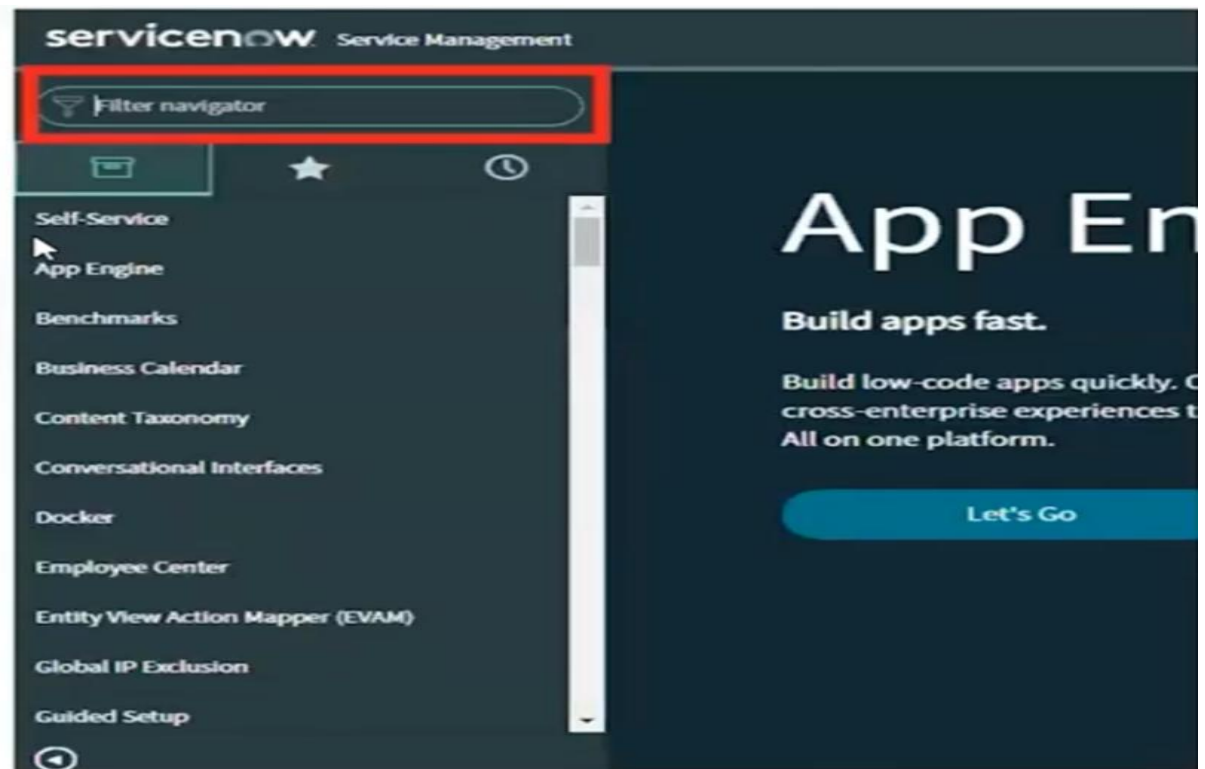 servicenow Service Management
Filter navigator
Self-Service
App Engine
Benchmarks
Business Calendar
Content Taxonomy
Conversational Interfaces
Docker
Employee Center
Entity View Action Mapper (EVAM)
Global IP Exclusion
Guided Setup
App En
Build apps fast.
Build low-code apps quickly. C
cross-enterprise experiences t
All on one platform.
Let's Go